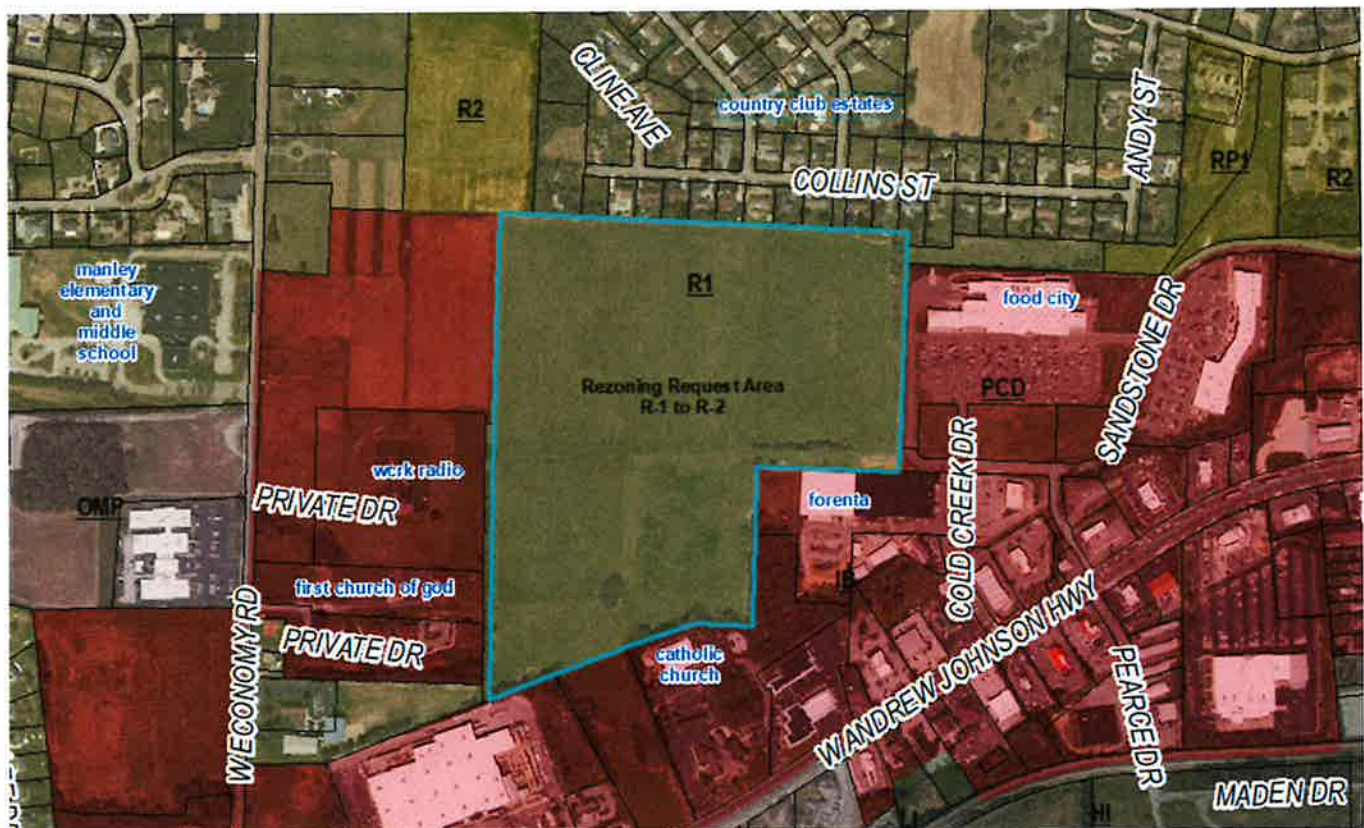 CLINE AVE
R2
country club estates
ANDY ST
RP1
R2
COLLINS ST
manley
elementary
and
middle
school
R1
food city
SANDSTONE DR
Rezoning Request Area
R-1 to R-2
PCD
COLD CREEK DR
wcrk radio
forenta
OMP
PRIVATE DR
first church of god
W ECONOMY RD
PRIVATE DR
catholic
church
W ANDREW JOHNSON HWY
PEARCE DR
MADEN DR
HI